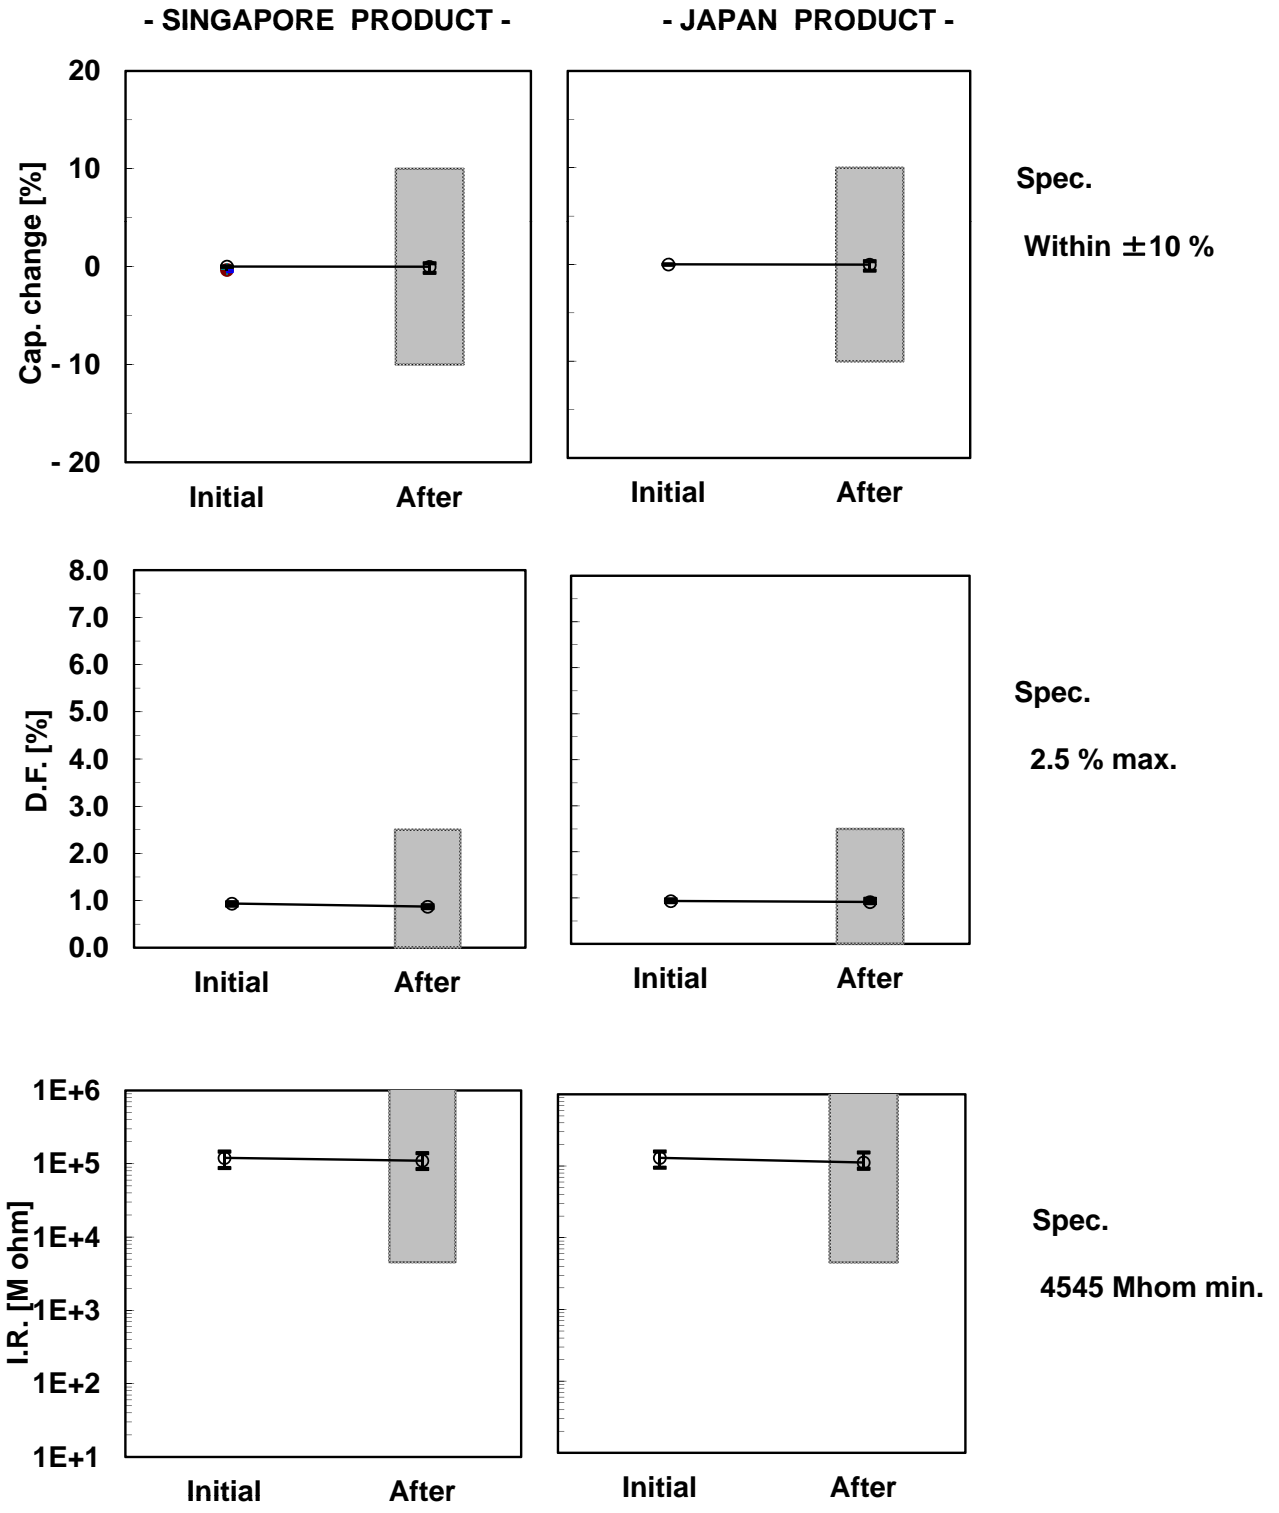 - SINGAPORE PRODUCT -
- JAPAN PRODUCT -
Cap. change [%]
20
10
0
- 10
- 20
Initial
After
Initial
After
Spec.
Within ±10 %
D.F. [%]
8.0
7.0
6.0
5.0
4.0
3.0
2.0
1.0
0.0
Initial
After
Initial
After
Spec.
2.5 % max.
I.R. [M ohm]
1E+6
1E+5
1E+4
1E+3
1E+2
1E+1
Initial
After
Initial
After
Spec.
4545 Mhom min.